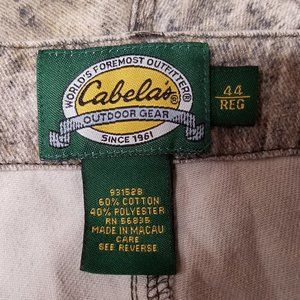 WORLD'S FOREMOST OUTFITTER®
Cabela's®
OUTDOOR GEAR
SINCE 1961
44
REG
931528
60% COTTON
40% POLYESTER
RN 56835
MADE IN MACAU
CARE
SEE REVERSE